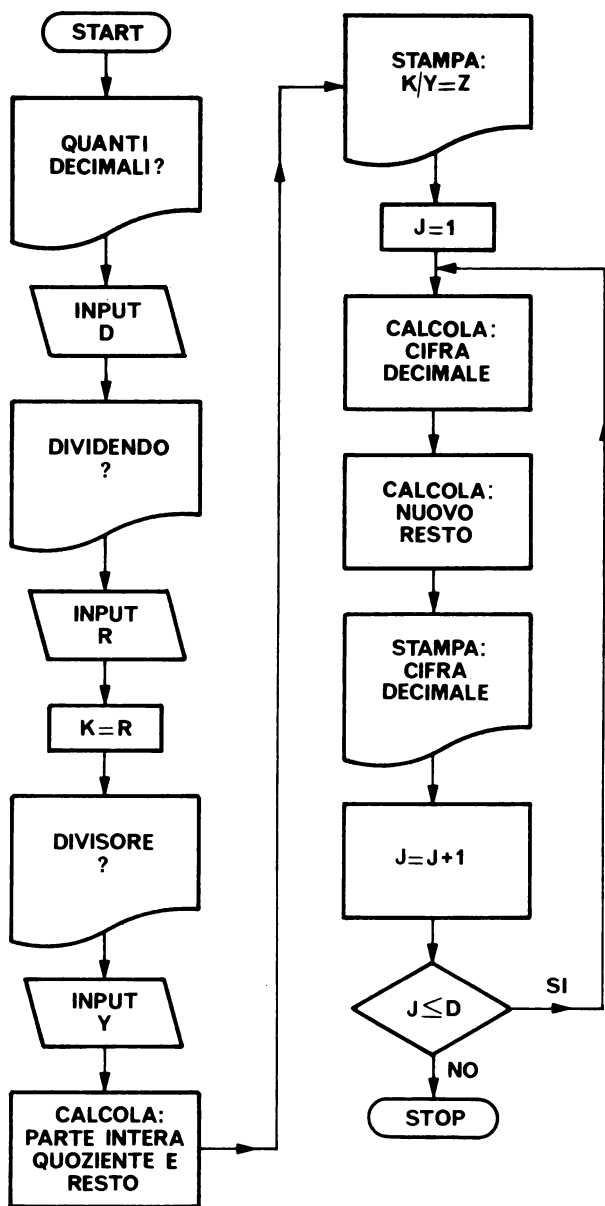 START
QUANTI
DECIMALI?
INPUT
D
DIVIDENDO
?
INPUT
R
K=R
DIVISORE
?
INPUT
Y
CALCOLA:
PARTE INTERA
QUOZIENTE E
RESTO
STAMPA:
K/Y=Z
J=1
CALCOLA:
CIFRA
DECIMALE
CALCOLA:
NUOVO
RESTO
STAMPA:
CIFRA
DECIMALE
J=J+1
J≤D
SI
NO
STOP